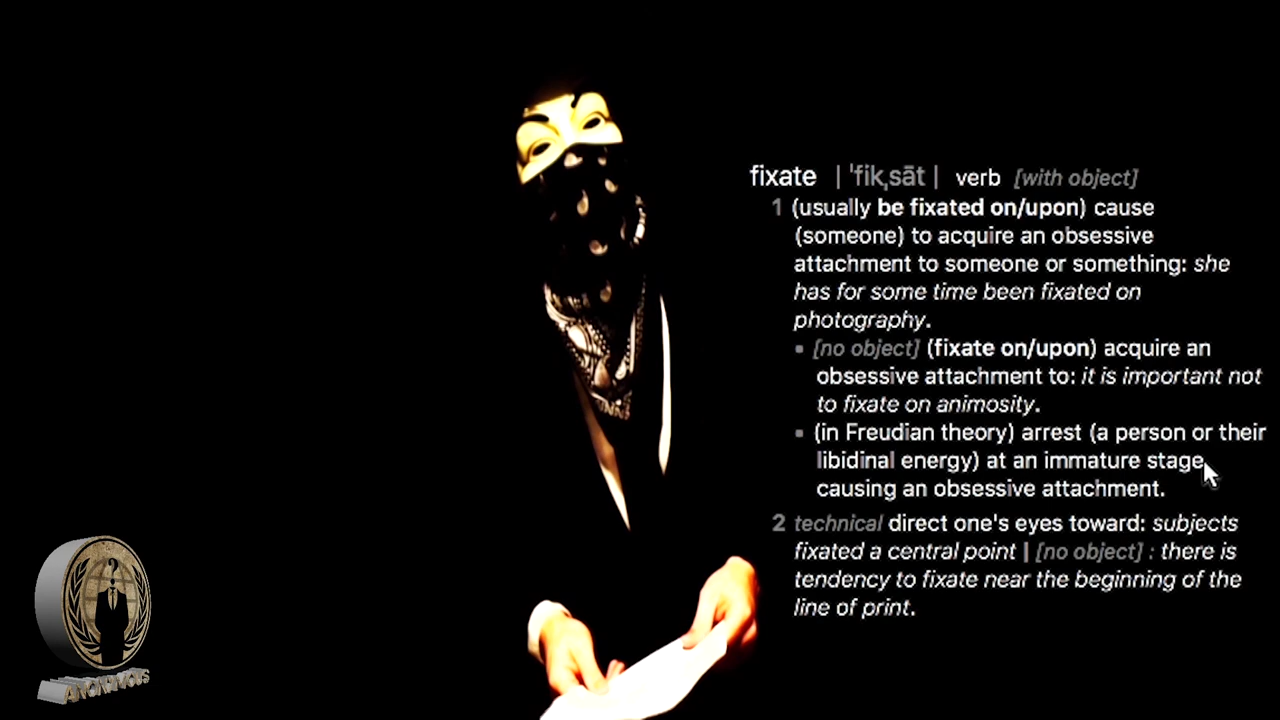 fixate | ˈfikˌsāt | verb [with object]
1 (usually be fixated on/upon) cause
(someone) to acquire an obsessive
attachment to someone or something: she
has for some time been fixated on
photography.
▪ [no object] (fixate on/upon) acquire an
obsessive attachment to: it is important not
to fixate on animosity.
▪ (in Freudian theory) arrest (a person or their
libidinal energy) at an immature stage
causing an obsessive attachment.
2 technical direct one's eyes toward: subjects
fixated a central point | [no object] : there is
tendency to fixate near the beginning of the
line of print.
ANONYMOUS